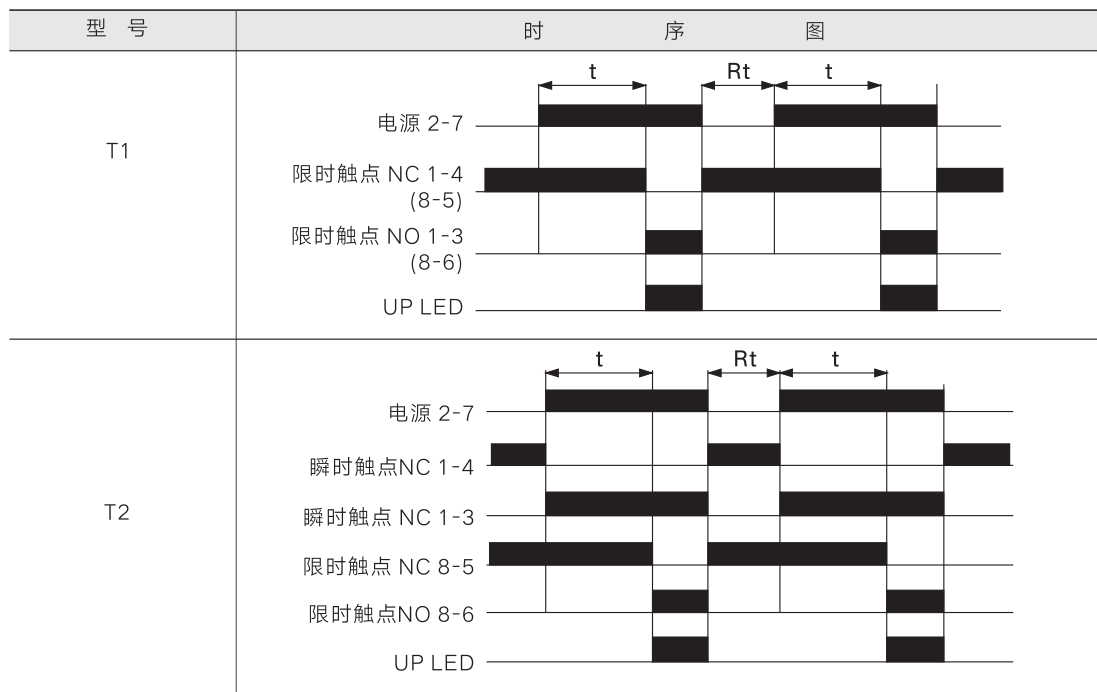 型 号
时 序 图
T1
t Rt t
电源 2-7
限时触点 NC 1-4
(8-5)
限时触点 NO 1-3
(8-6)
UP LED
T2
t Rt t
电源 2-7
瞬时触点NC 1-4
瞬时触点 NC 1-3
限时触点 NC 8-5
限时触点NO 8-6
UP LED